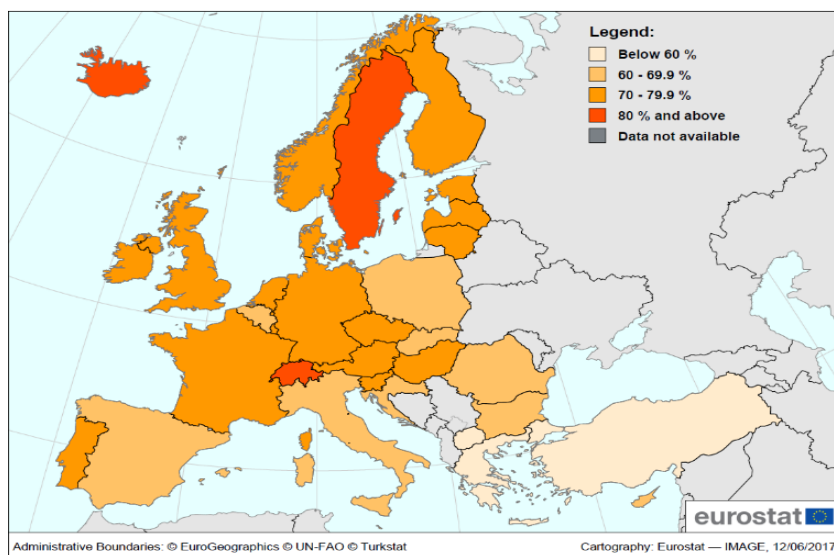 Legend:
Below 60 %
60 - 69.9 %
70 - 79.9 %
80 % and above
Data not available
eurostat
Administrative Boundaries: © EuroGeographics © UN-FAO © Turkstat
Cartography: Eurostat — IMAGE, 12/06/2017